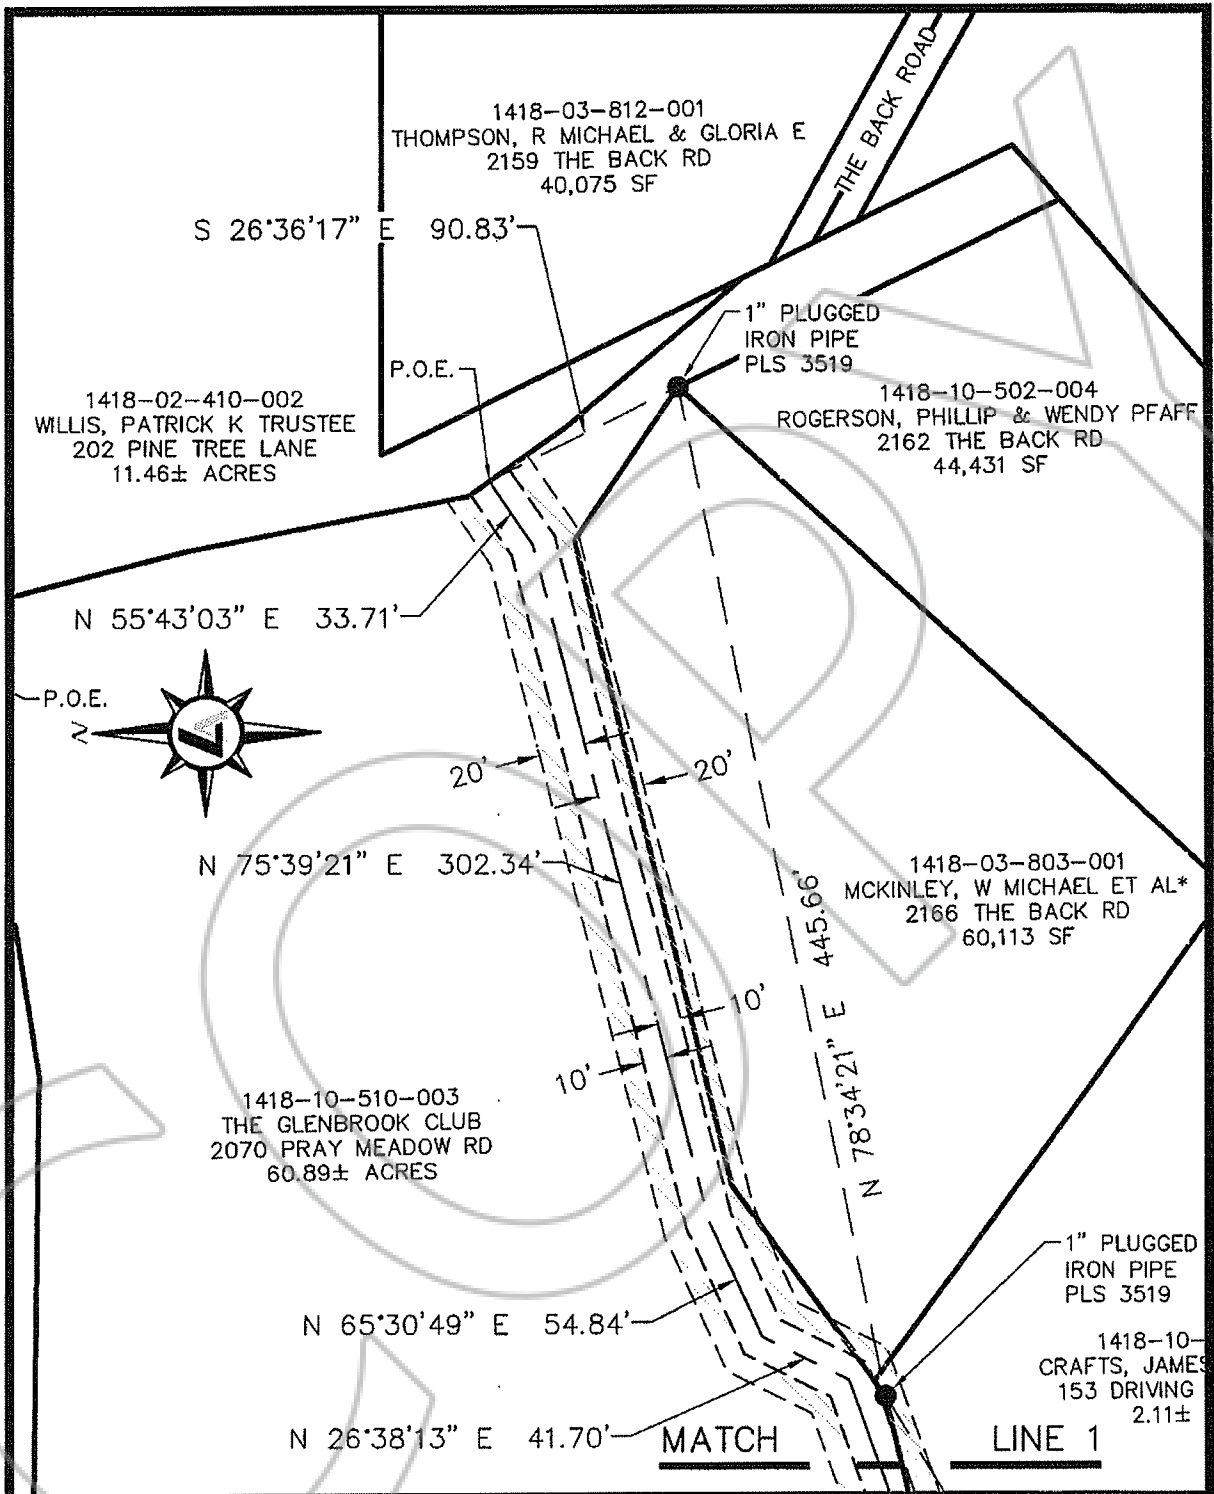 THE BACK ROAD
1418-03-812-001
THOMPSON, R MICHAEL & GLORIA E
2159 THE BACK RD
40,075 SF
S 26°36'17" E 90.83'
1" PLUGGED
IRON PIPE
PLS 3519
P.O.E.
1418-02-410-002
WILLIS, PATRICK K TRUSTEE
202 PINE TREE LANE
11.46± ACRES
1418-10-502-004
ROGERSON, PHILLIP & WENDY PFAFF
2162 THE BACK RD
44,431 SF
N 55°43'03" E 33.71'
P.O.E.
N
20'
20'
N 75°39'21" E 302.34'
1418-03-803-001
MCKINLEY, W MICHAEL ET AL*
2166 THE BACK RD
60,113 SF
N 78°34'21" E 445.66'
10'
10'
1418-10-510-003
THE GLENBROOK CLUB
2070 PRAY MEADOW RD
60.89± ACRES
1" PLUGGED
IRON PIPE
PLS 3519
N 65°30'49" E 54.84'
1418-10-
CRAFTS, JAMES
153 DRIVING
2.11±
N 26°38'13" E 41.70'
MATCH LINE 1
COPY